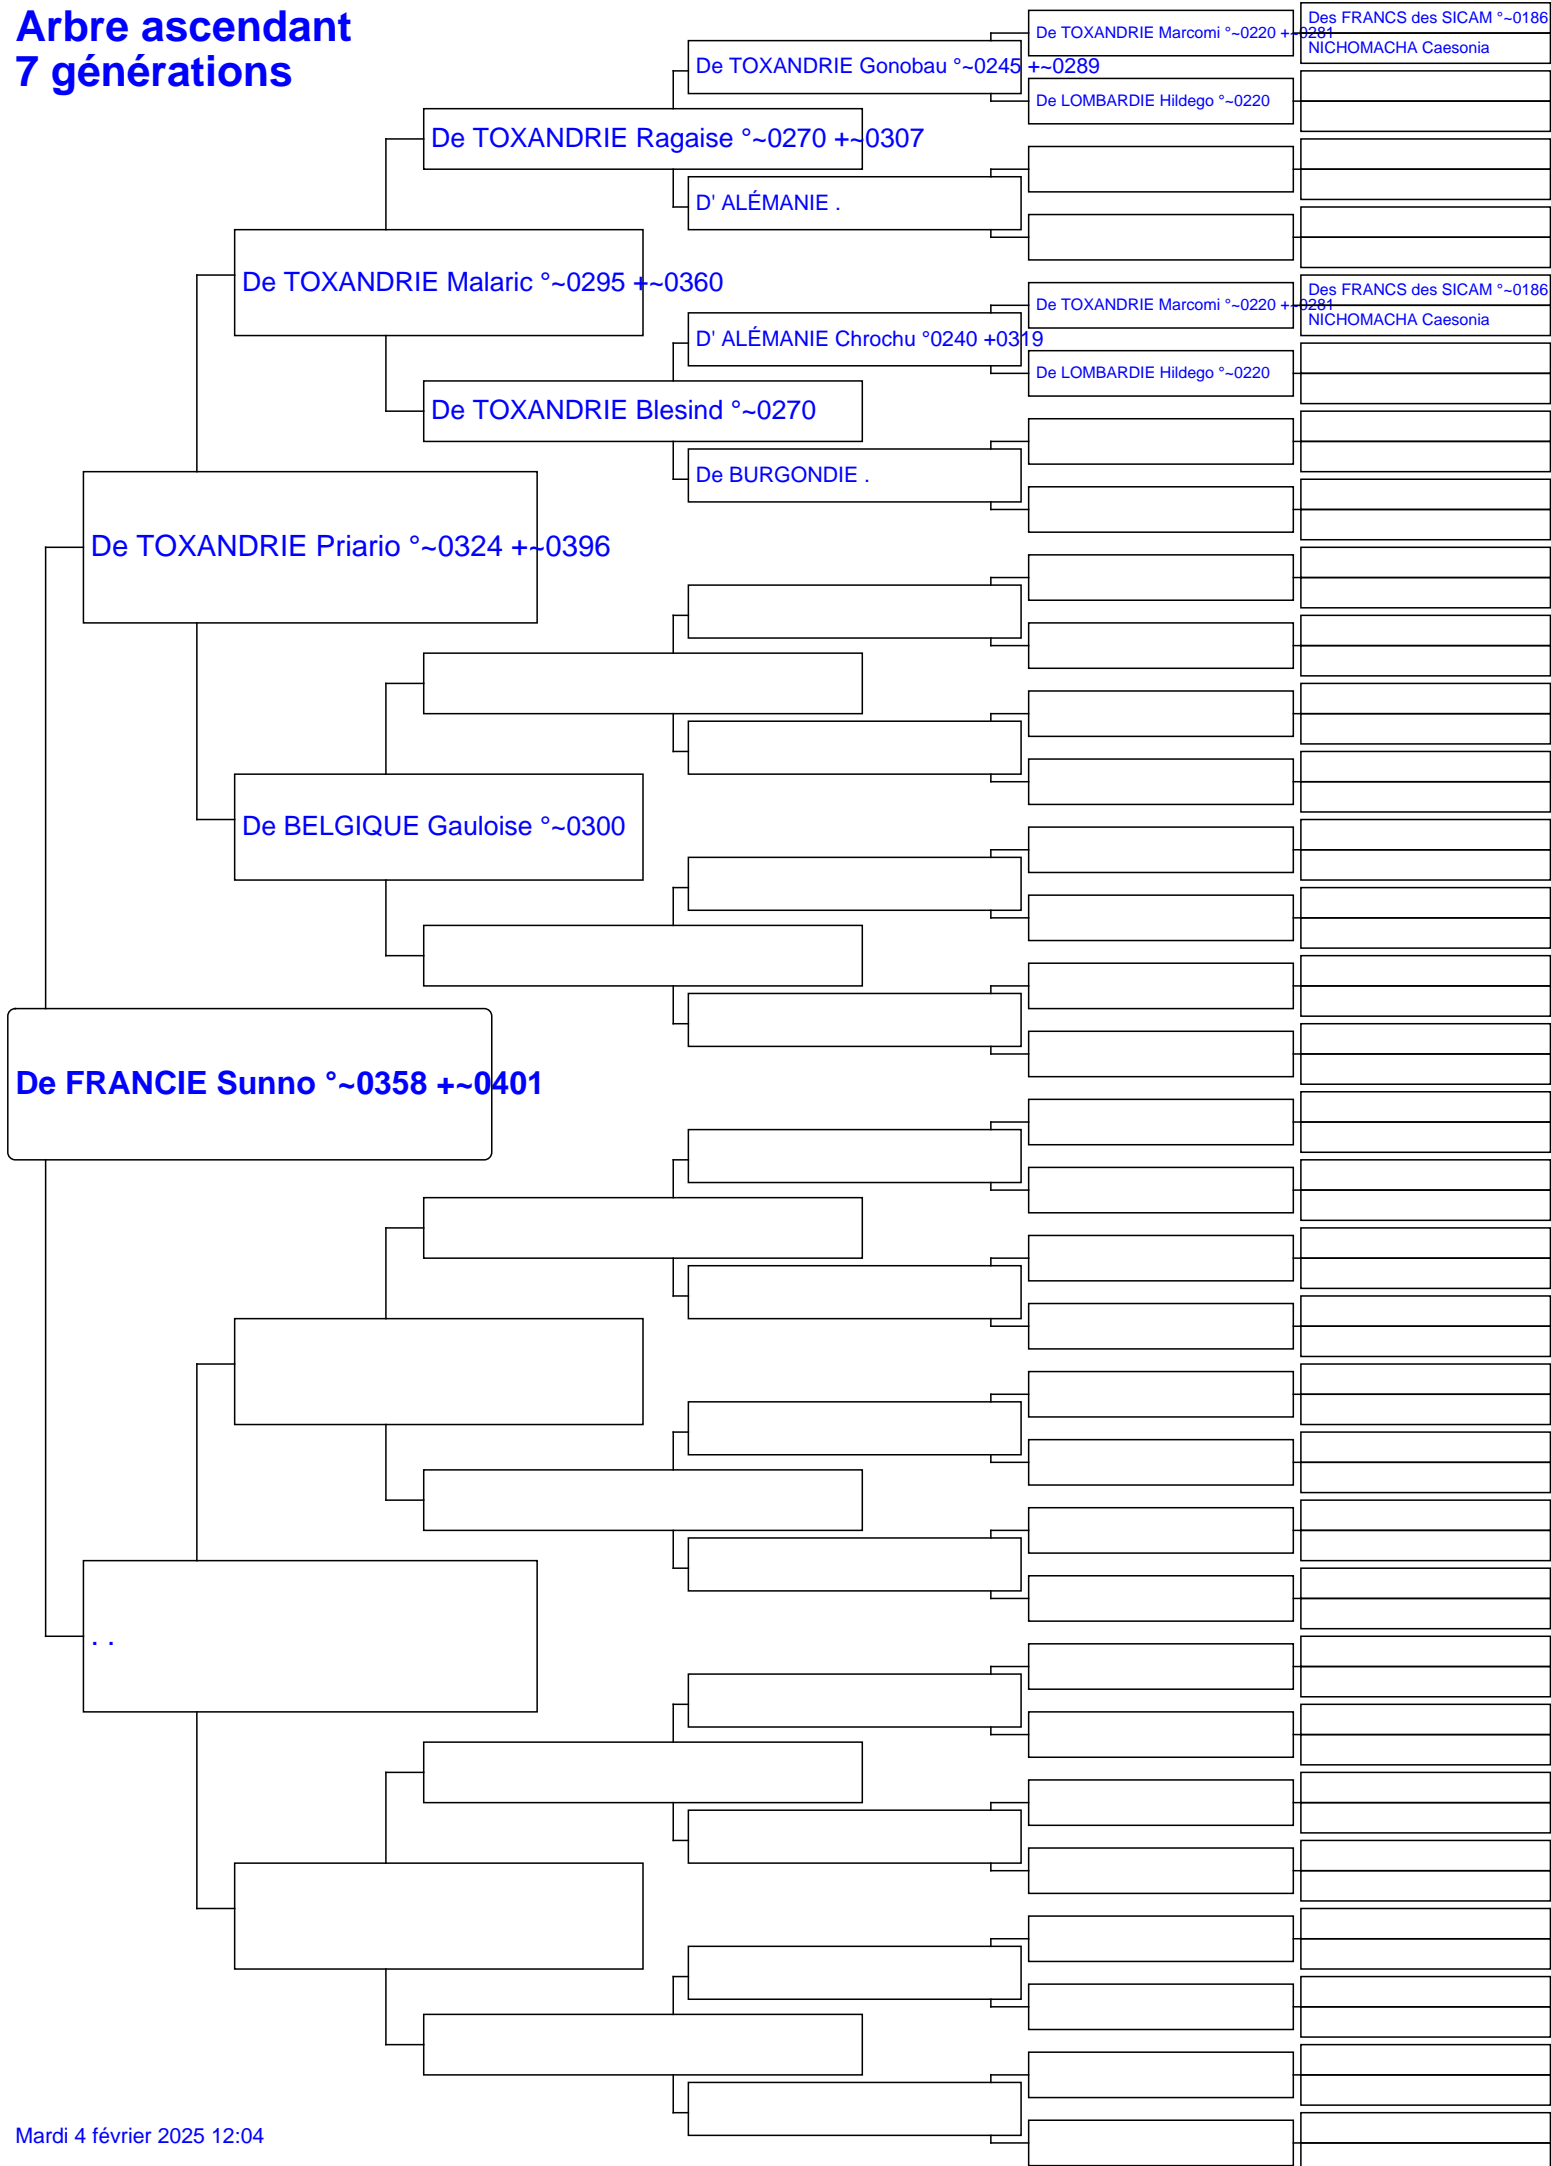 Arbre ascendant
7 générations
De TOXANDRIE Marcomi °~0220 +~0281
Des FRANCS des SICAM °~0186
NICHOMACHA Caesonia
De TOXANDRIE Gonobau °~0245 +~0289
De LOMBARDIE Hildego °~0220
De TOXANDRIE Ragaise °~0270 +~0307
D' ALÉMANIE .
De TOXANDRIE Malaric °~0295 +~0360
De TOXANDRIE Marcomi °~0220 +~0281
Des FRANCS des SICAM °~0186
NICHOMACHA Caesonia
D' ALÉMANIE Chrochu °0240 +0319
De LOMBARDIE Hildego °~0220
De TOXANDRIE Blesind °~0270
De BURGONDIE .
De TOXANDRIE Priario °~0324 +~0396
De BELGIQUE Gauloise °~0300
De FRANCIE Sunno °~0358 +~0401
. .
Mardi 4 février 2025 12:04